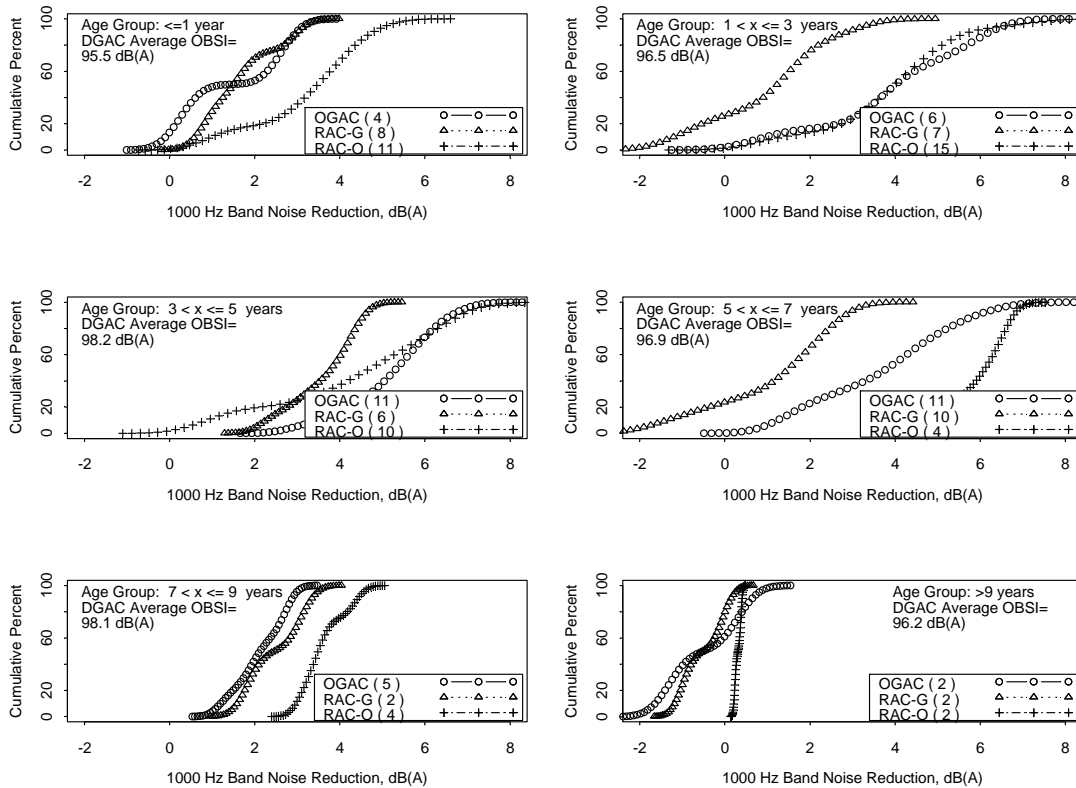 Age Group: <=1 year
DGAC Average OBSI=
95.5 dB(A)
OGAC ( 4 )
RAC-G ( 8 )
RAC-O ( 11 )
Cumulative Percent
0 20 60 100
-2 0 2 4 6 8
1000 Hz Band Noise Reduction, dB(A)
Age Group: 1 < x <= 3 years
DGAC Average OBSI=
96.5 dB(A)
OGAC ( 6 )
RAC-G ( 7 )
RAC-O ( 15 )
Cumulative Percent
0 20 60 100
-2 0 2 4 6 8
1000 Hz Band Noise Reduction, dB(A)
Age Group: 3 < x <= 5 years
DGAC Average OBSI=
98.2 dB(A)
OGAC ( 11 )
RAC-G ( 6 )
RAC-O ( 10 )
Cumulative Percent
0 20 60 100
-2 0 2 4 6 8
1000 Hz Band Noise Reduction, dB(A)
Age Group: 5 < x <= 7 years
DGAC Average OBSI=
96.9 dB(A)
OGAC ( 11 )
RAC-G ( 10 )
RAC-O ( 4 )
Cumulative Percent
0 20 60 100
-2 0 2 4 6 8
1000 Hz Band Noise Reduction, dB(A)
Age Group: 7 < x <= 9 years
DGAC Average OBSI=
98.1 dB(A)
OGAC ( 5 )
RAC-G ( 2 )
RAC-O ( 4 )
Cumulative Percent
0 20 60 100
-2 0 2 4 6 8
1000 Hz Band Noise Reduction, dB(A)
Age Group: >9 years
DGAC Average OBSI=
96.2 dB(A)
OGAC ( 2 )
RAC-G ( 2 )
RAC-O ( 2 )
Cumulative Percent
0 20 60 100
-2 0 2 4 6 8
1000 Hz Band Noise Reduction, dB(A)